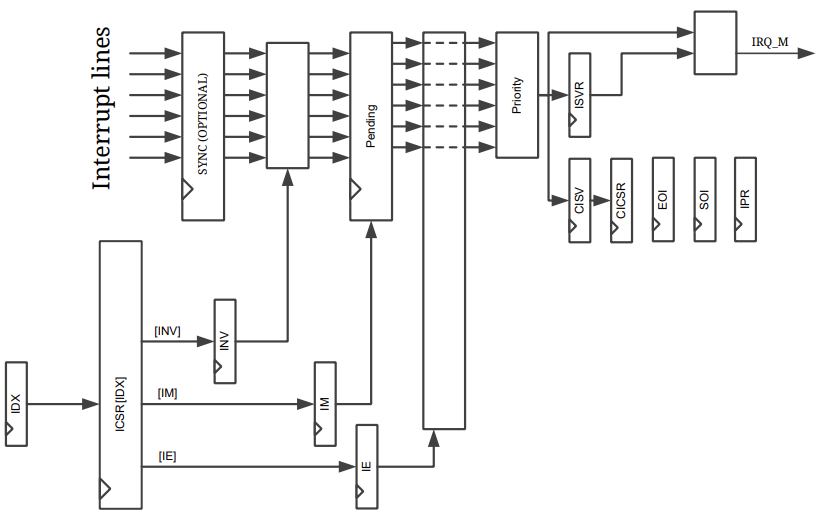 Interrupt lines
SYNC (OPTIONAL)
Pending
Priority
ISVR
IRQ_M
CISV
CICSR
EOI
SOI
IPR
IDX
ICSR[IDX]
[INV]
INV
[IM]
IM
[IE]
IE